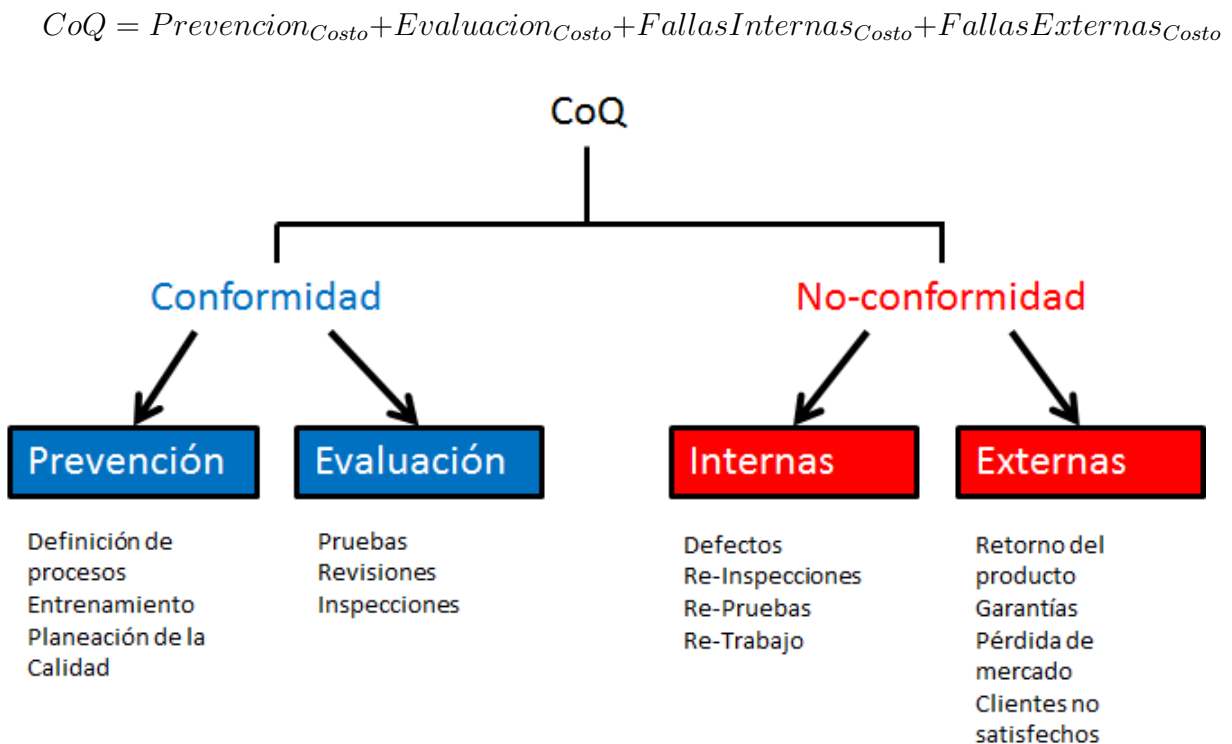 CoQ = Prevencion_Costo+Evaluacion_Costo+FallasInternas_Costo+FallasExternas_Costo
CoQ
Conformidad
No-conformidad
Prevención
Evaluación
Internas
Externas
Definición de
procesos
Entrenamiento
Planeación de la
Calidad
Pruebas
Revisiones
Inspecciones
Defectos
Re-Inspecciones
Re-Pruebas
Re-Trabajo
Retorno del
producto
Garantías
Pérdida de
mercado
Clientes no
satisfechos